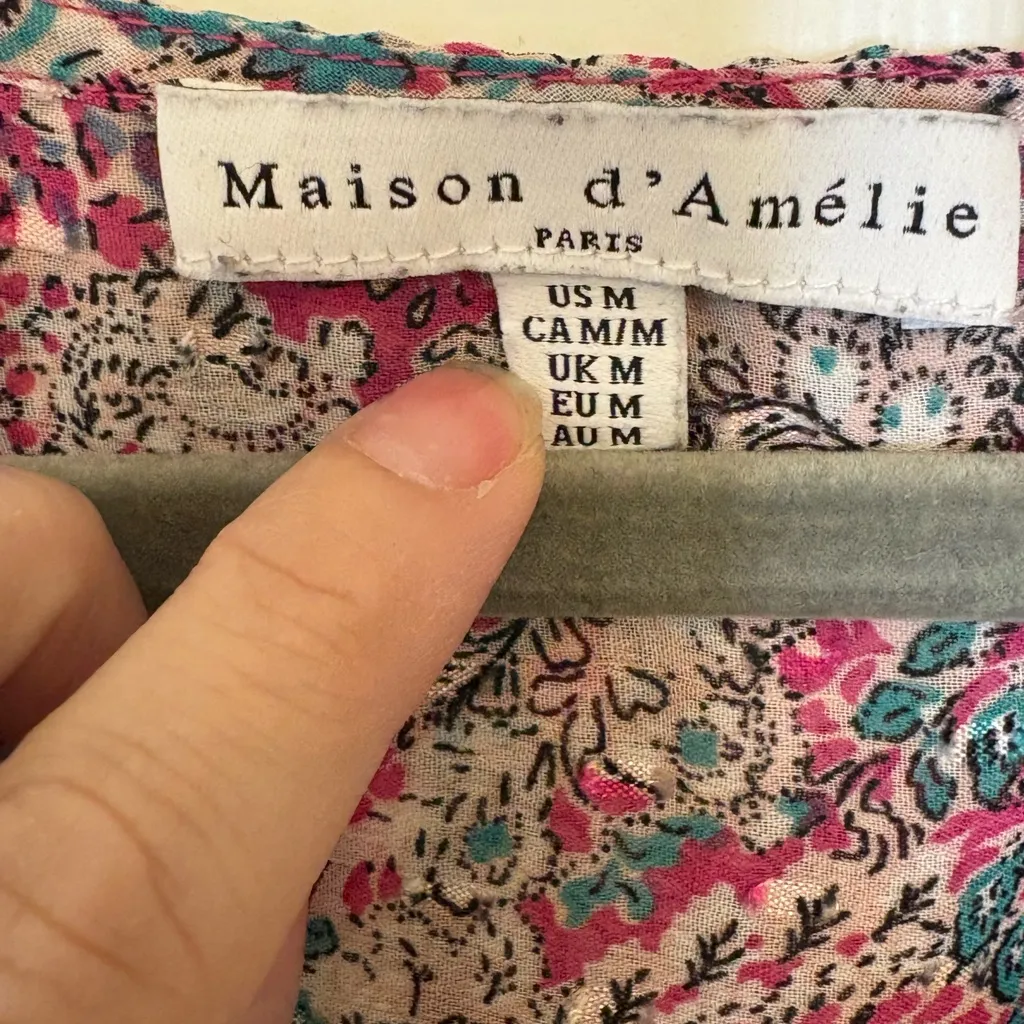 Maison d'Amélie
PARIS
US M
CA M/M
UK M
EU M
AU M